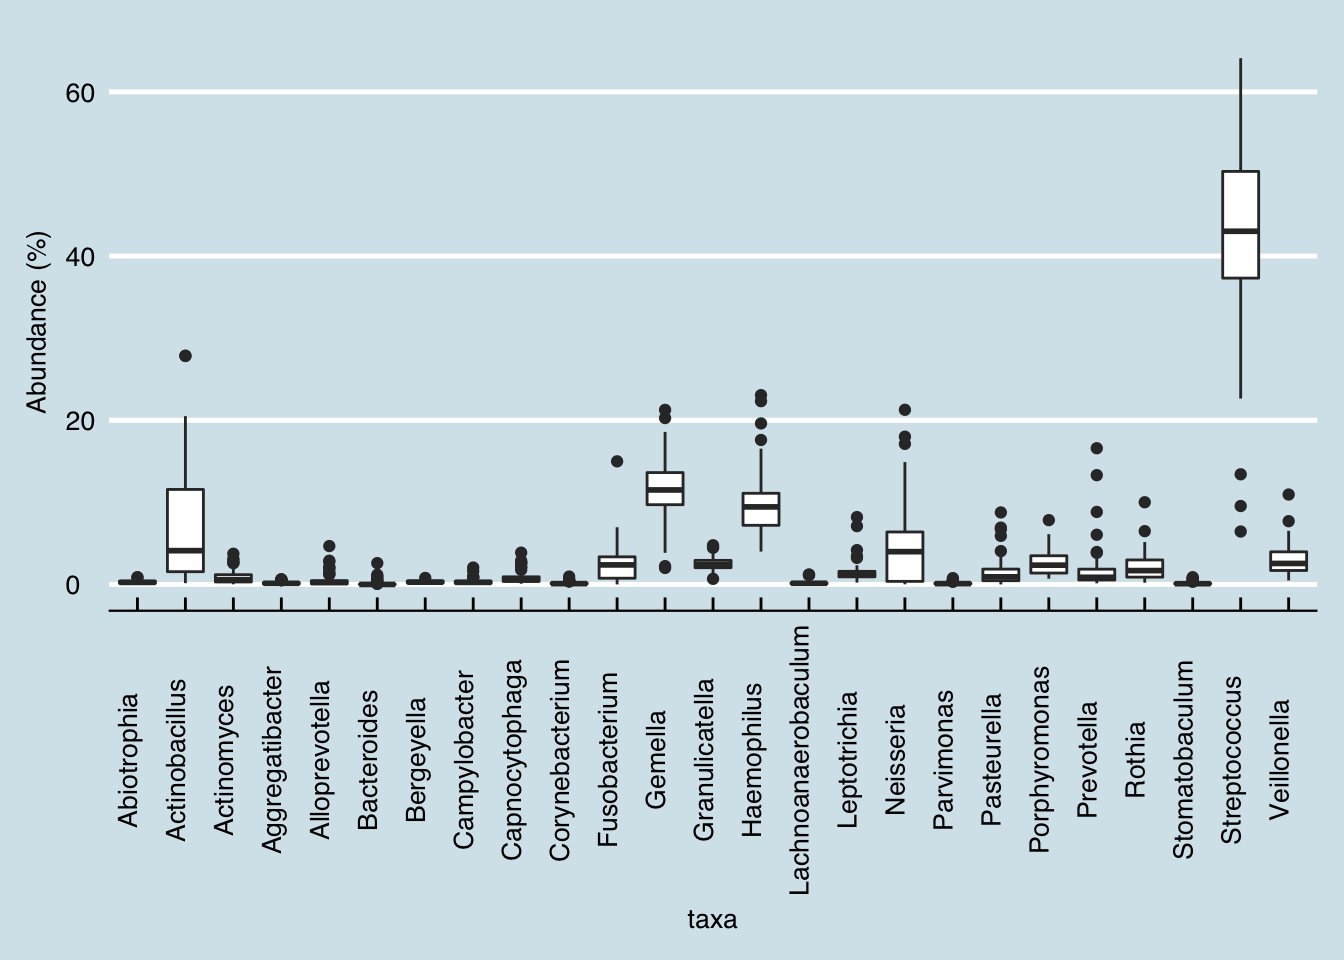 60
40
20
0
Abundance (%)
Abiotrophia
Actinobacillus
Actinomyces
Aggregatibacter
Alloprevotella
Bacteroides
Bergeyella
Campylobacter
Capnocytophaga
Corynebacterium
Fusobacterium
Gemella
Granulicatella
Haemophilus
Lachnoanaerobaculum
Leptotrichia
Neisseria
Parvimonas
Pasteurella
Porphyromonas
Prevotella
Rothia
Stomatobaculum
Streptococcus
Veillonella
taxa